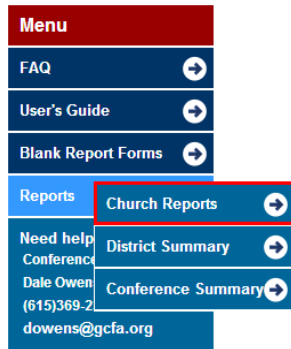 Menu
FAQ
User's Guide
Blank Report Forms
Reports
Church Reports
District Summary
Conference Summary
Need help
Conference
Dale Owen
(615)369-2
dowens@gcfa.org